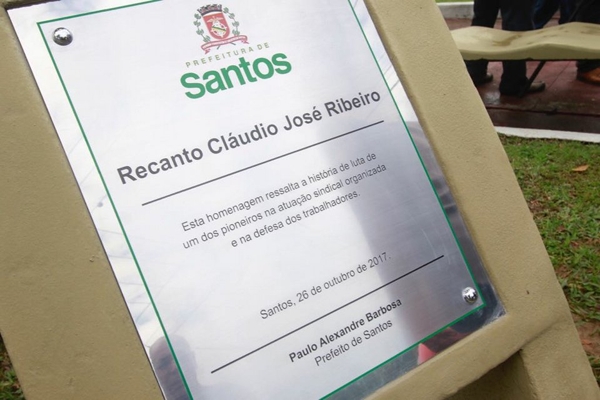 PREFEITURA DE
Santos
Recanto Cláudio José Ribeiro
Esta homenagem ressalta a história de luta de
um dos pioneiros na atuação sindical organizada
e na defesa dos trabalhadores.
Santos, 26 de outubro de 2017.
Paulo Alexandre Barbosa
Prefeito de Santos